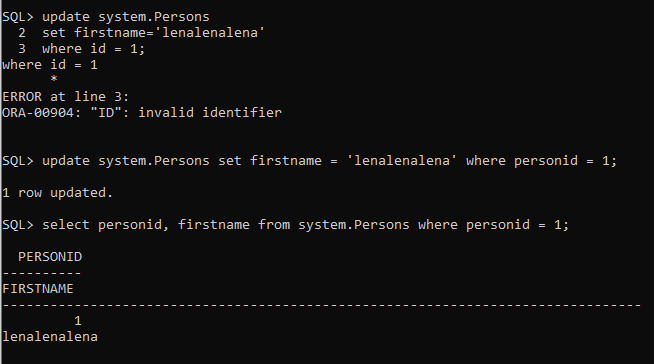 SQL> update system.Persons
  2  set firstname='lenalenalena'
  3  where id = 1;
where id = 1
      *
ERROR at line 3:
ORA-00904: "ID": invalid identifier

SQL> update system.Persons set firstname = 'lenalenalena' where personid = 1;

1 row updated.

SQL> select personid, firstname from system.Persons where personid = 1;

  PERSONID
----------
FIRSTNAME
--------------------------------------------------------------------------------
         1
lenalenalena